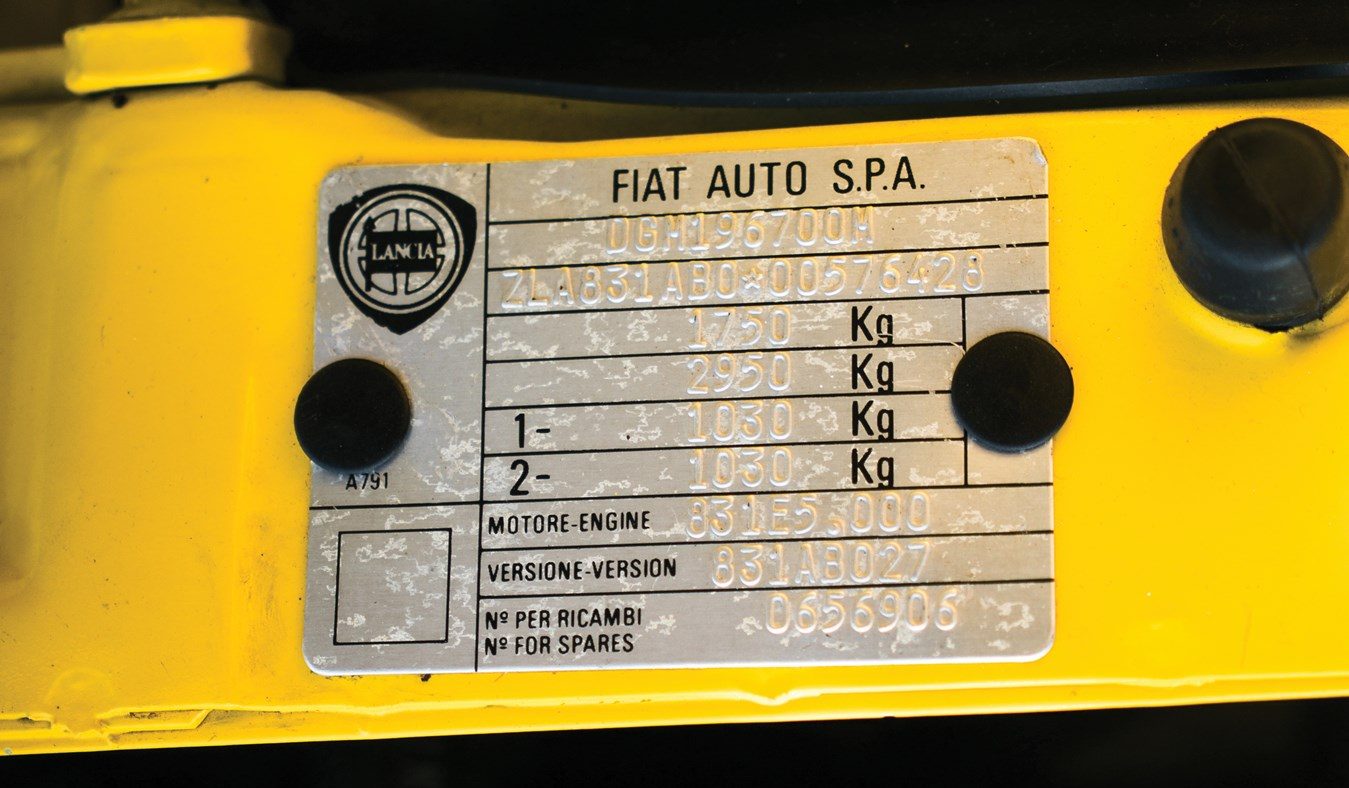 FIAT AUTO S.P.A.
LANCIA
OGM196700M
ZLA831AB0*00576428
1750 Kg
2950 Kg
1- 1030 Kg
2- 1030 Kg
A791
MOTORE-ENGINE 831E5 000
VERSIONE-VERSION 831AB027
Nº PER RICAMBI 0656906
Nº FOR SPARES